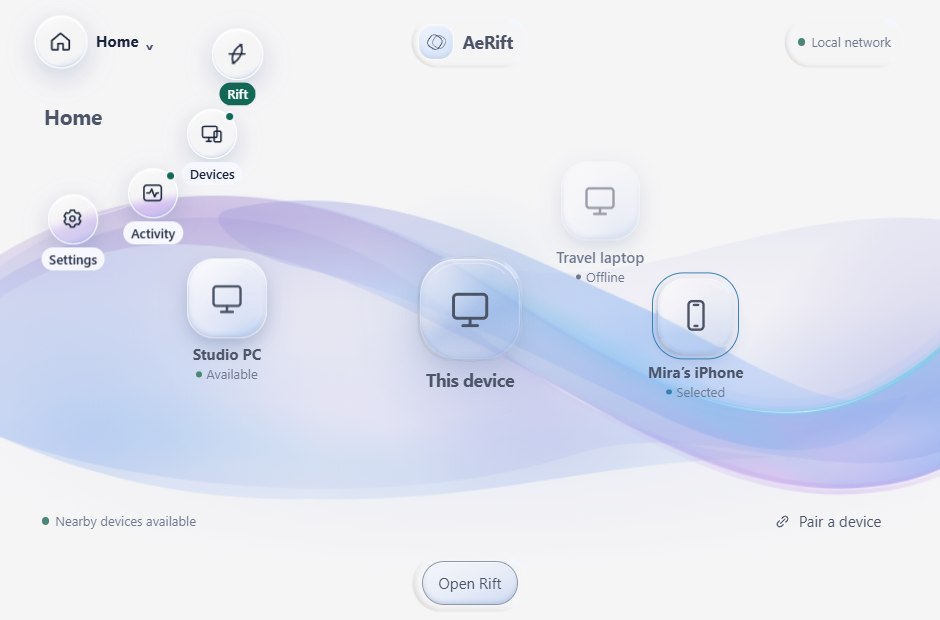 Home
AeRift
Local network
Rift
Home
Devices
Activity
Settings
Travel laptop
Offline
Studio PC
Available
This device
Mira’s iPhone
Selected
Nearby devices available
Pair a device
Open Rift